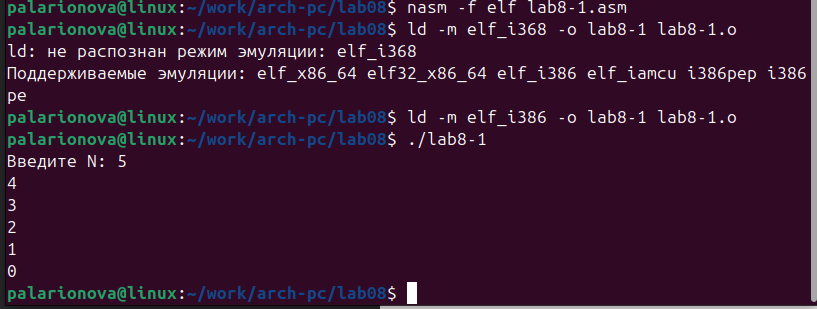 palarionova@linux:~/work/arch-pc/lab08$ nasm -f elf lab8-1.asm
palarionova@linux:~/work/arch-pc/lab08$ ld -m elf_i368 -o lab8-1 lab8-1.o
ld: не распознан режим эмуляции: elf_i368
Поддерживаемые эмуляции: elf_x86_64 elf32_x86_64 elf_i386 elf_iamcu i386pep i386
pe
palarionova@linux:~/work/arch-pc/lab08$ ld -m elf_i386 -o lab8-1 lab8-1.o
palarionova@linux:~/work/arch-pc/lab08$ ./lab8-1
Введите N: 5
4
3
2
1
0
palarionova@linux:~/work/arch-pc/lab08$